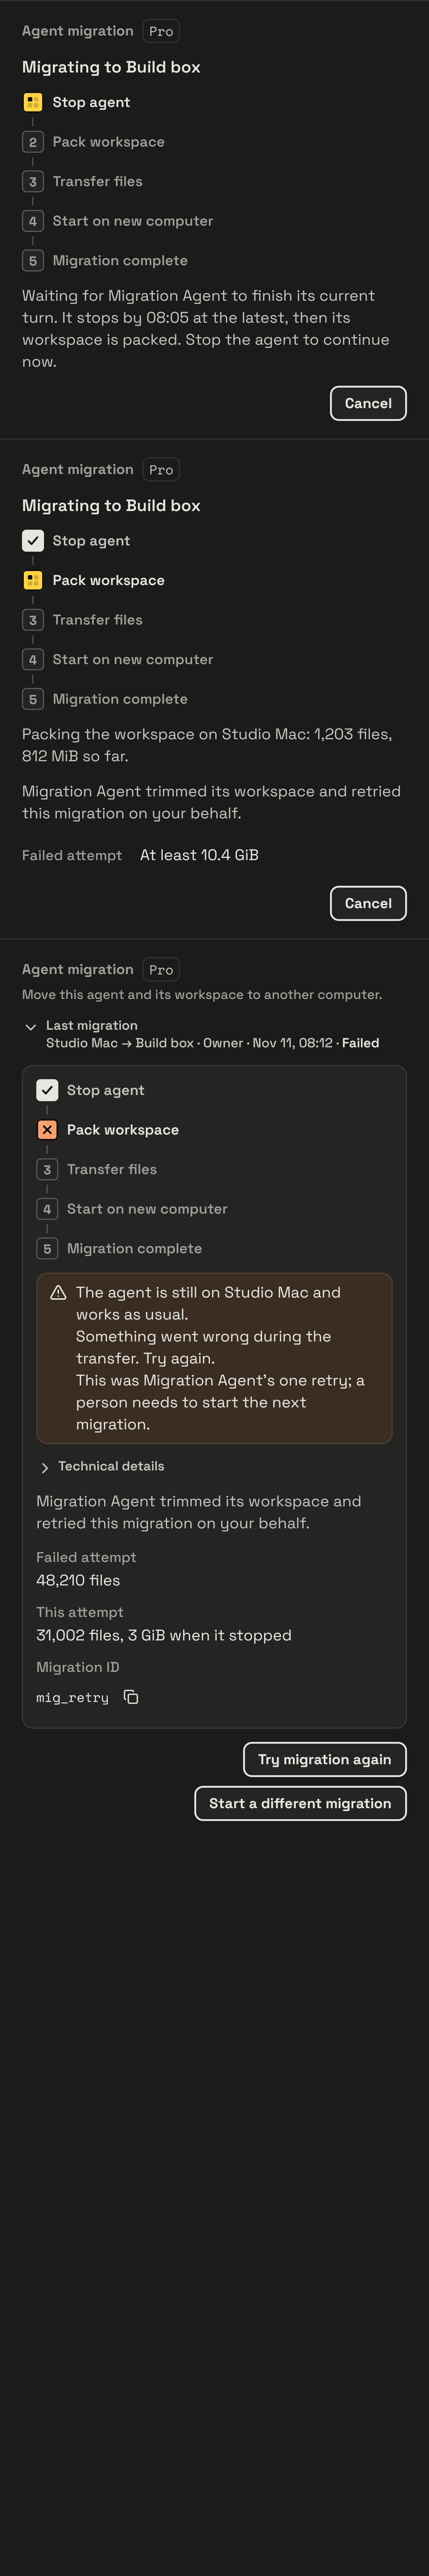 Agent migration Pro
Migrating to Build box
Stop agent
2 Pack workspace
3 Transfer files
4 Start on new computer
5 Migration complete
Waiting for Migration Agent to finish its current
turn. It stops by 08:05 at the latest, then its
workspace is packed. Stop the agent to continue
now.
Cancel
Agent migration Pro
Migrating to Build box
Stop agent
Pack workspace
3 Transfer files
4 Start on new computer
5 Migration complete
Packing the workspace on Studio Mac: 1,203 files,
812 MiB so far.
Migration Agent trimmed its workspace and retried
this migration on your behalf.
Failed attempt At least 10.4 GiB
Cancel
Agent migration Pro
Move this agent and its workspace to another computer.
Last migration
Studio Mac → Build box · Owner · Nov 11, 08:12 · Failed
Stop agent
Pack workspace
3 Transfer files
4 Start on new computer
5 Migration complete
The agent is still on Studio Mac and
works as usual.
Something went wrong during the
transfer. Try again.
This was Migration Agent's one retry; a
person needs to start the next
migration.
Technical details
Migration Agent trimmed its workspace and
retried this migration on your behalf.
Failed attempt
48,210 files
This attempt
31,002 files, 3 GiB when it stopped
Migration ID
mig_retry
Try migration again
Start a different migration